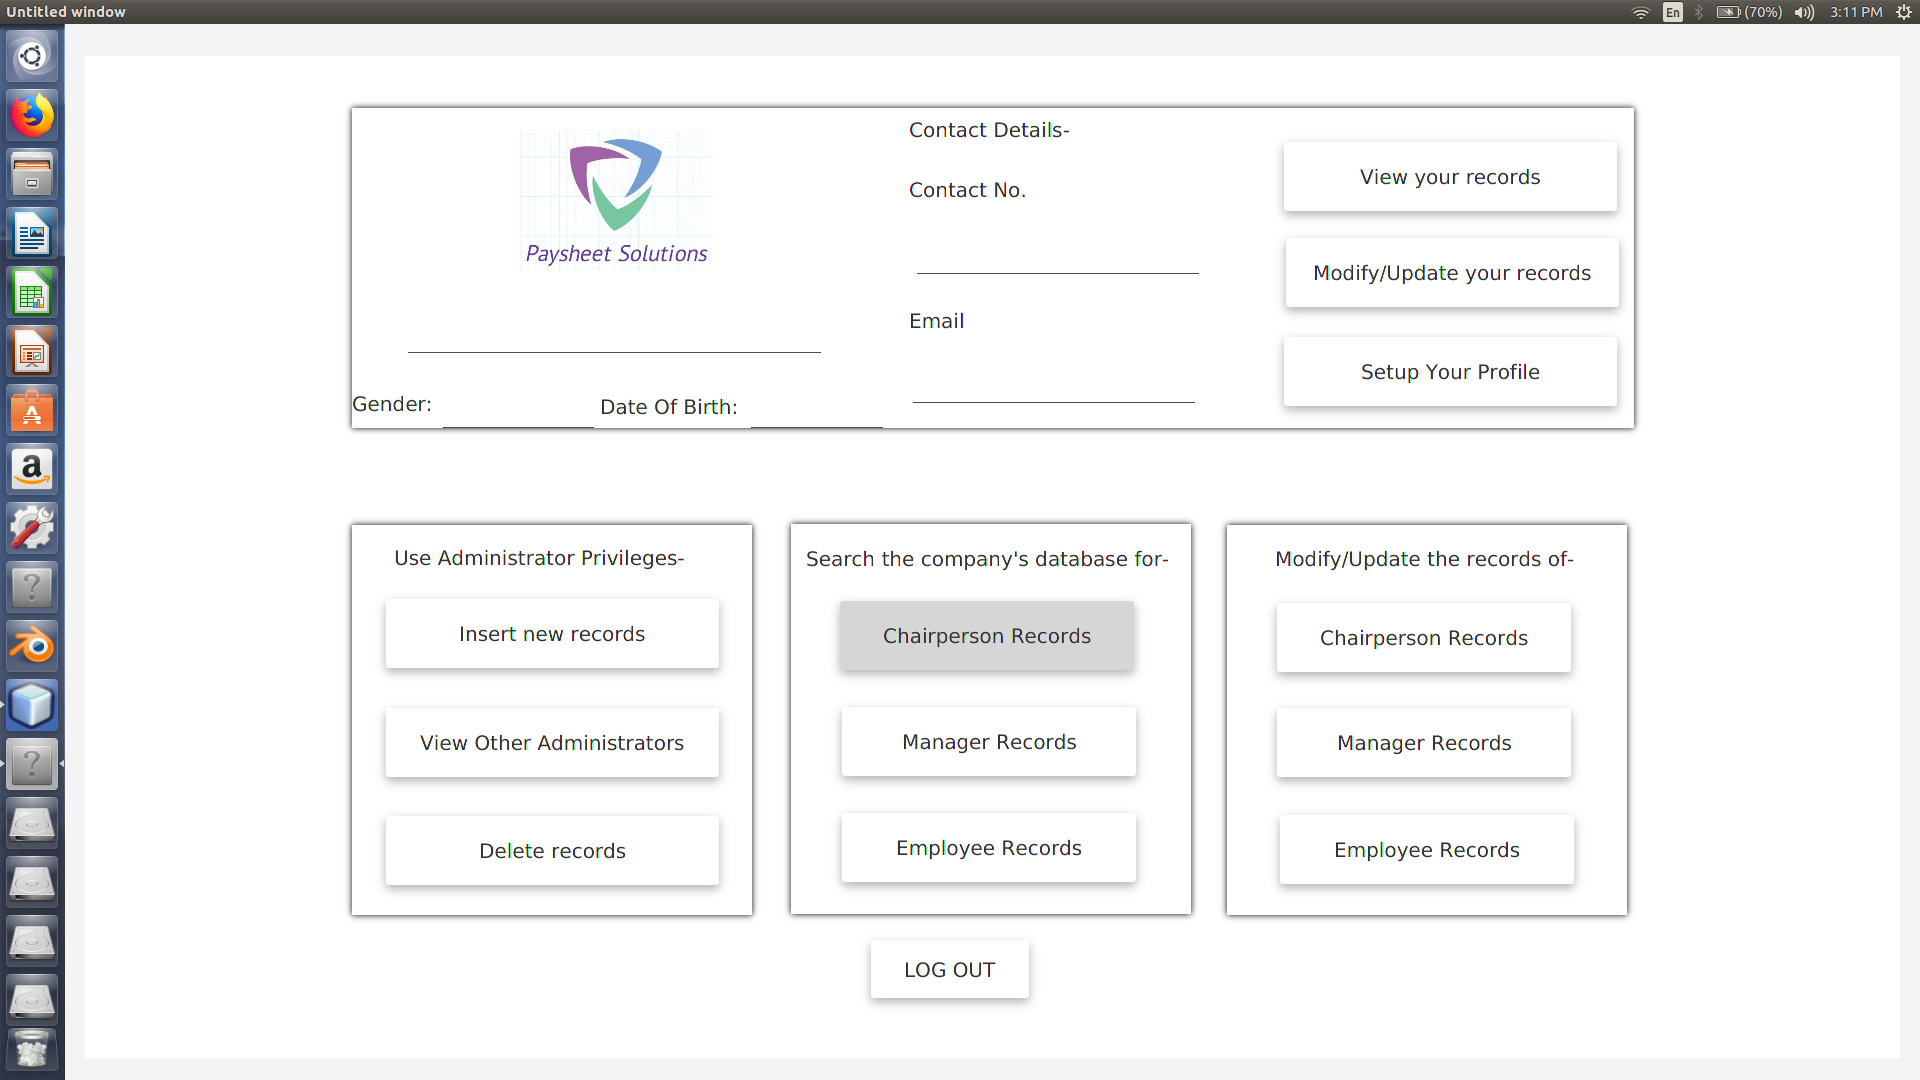 Untitled window
En
(70%)
3:11 PM
Paysheet Solutions
Gender:
Date Of Birth:
Contact Details-
Contact No.
Email
View your records
Modify/Update your records
Setup Your Profile
Use Administrator Privileges-
Insert new records
View Other Administrators
Delete records
Search the company's database for-
Chairperson Records
Manager Records
Employee Records
Modify/Update the records of-
Chairperson Records
Manager Records
Employee Records
LOG OUT